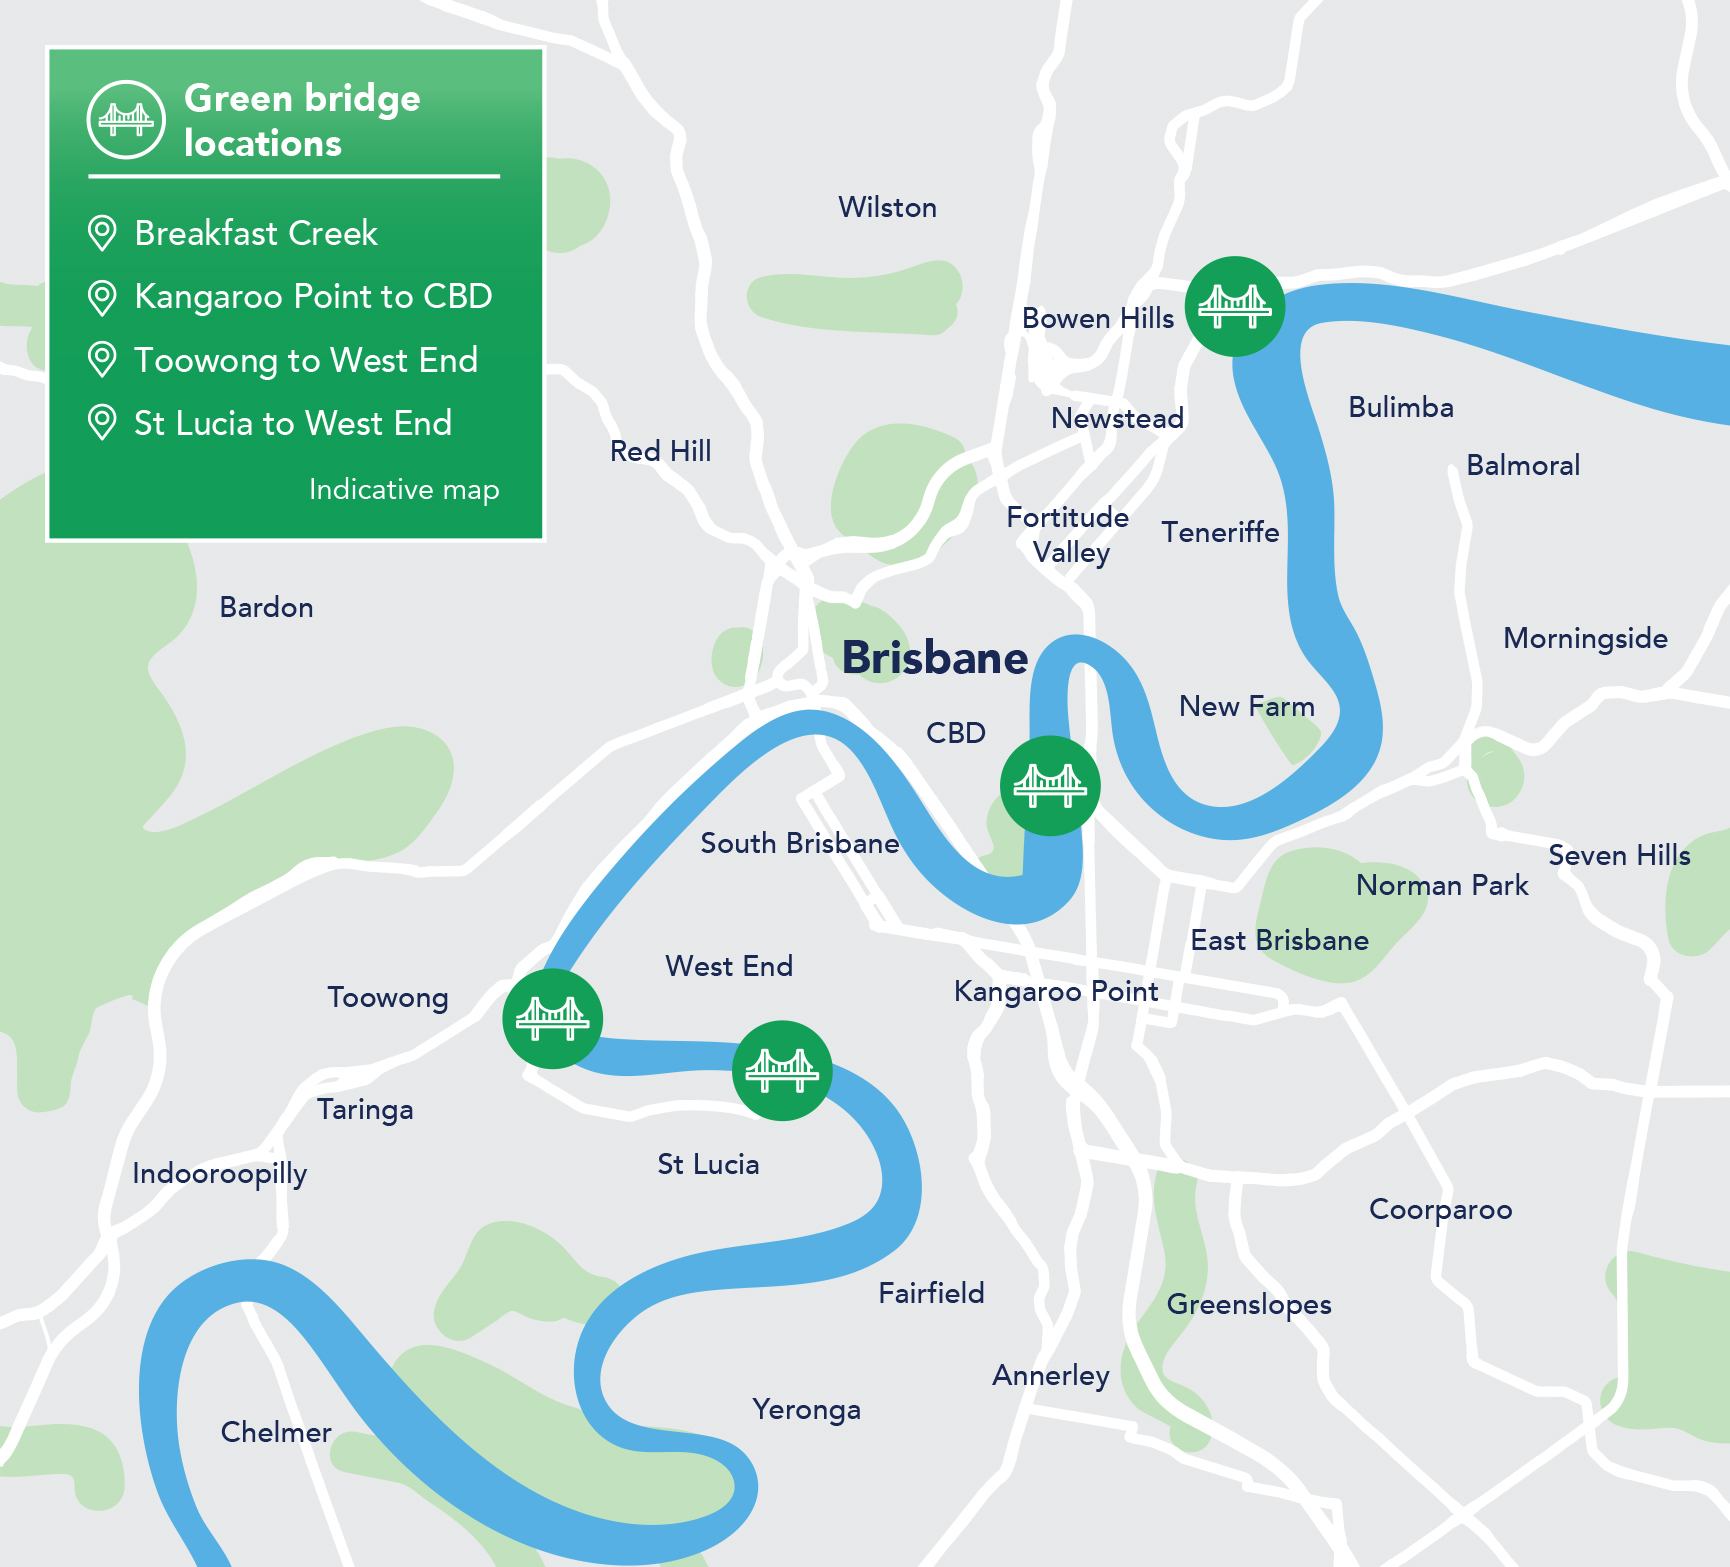 Green bridge
locations
Breakfast Creek
Kangaroo Point to CBD
Toowong to West End
St Lucia to West End
Indicative map
Wilston
Bowen Hills
Newstead
Bulimba
Balmoral
Red Hill
Fortitude
Valley
Teneriffe
Bardon
Brisbane
Morningside
CBD
New Farm
South Brisbane
Seven Hills
Norman Park
East Brisbane
West End
Toowong
Kangaroo Point
Taringa
Indooroopilly
St Lucia
Coorparoo
Fairfield
Greenslopes
Annerley
Yeronga
Chelmer